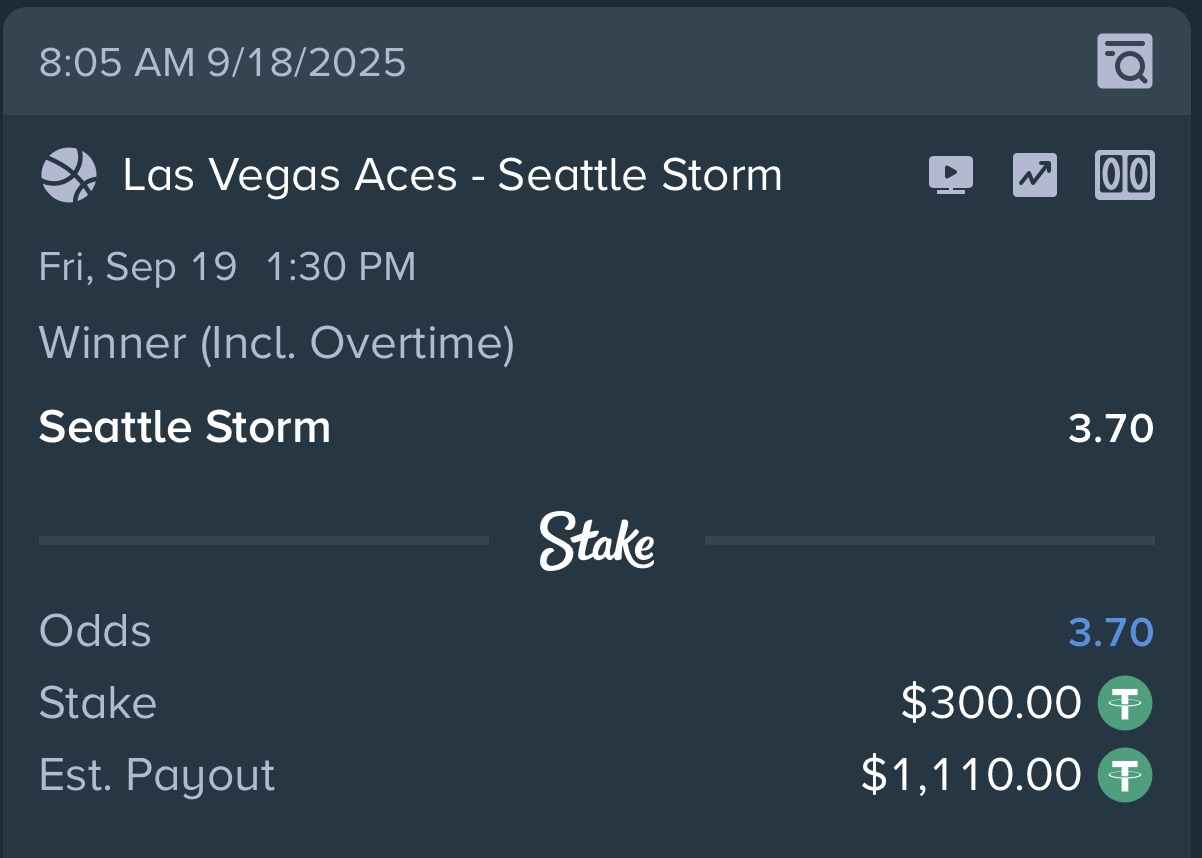 8:05 AM 9/18/2025
Las Vegas Aces - Seattle Storm
00
Fri, Sep 19 1:30 PM
Winner (Incl. Overtime)
Seattle Storm 3.70
Stake
Odds 3.70
Stake $300.00
Est. Payout $1,110.00